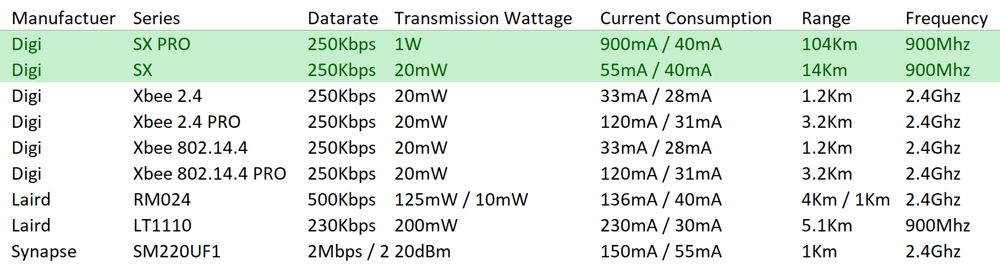 Manufactuer Series Datarate Transmission Wattage Current Consumption Range Frequency
Digi SX PRO 250Kbps 1W 900mA / 40mA 104Km 900Mhz
Digi SX 250Kbps 20mW 55mA / 40mA 14Km 900Mhz
Digi Xbee 2.4 250Kbps 20mW 33mA / 28mA 1.2Km 2.4Ghz
Digi Xbee 2.4 PRO 250Kbps 20mW 120mA / 31mA 3.2Km 2.4Ghz
Digi Xbee 802.14.4 250Kbps 20mW 33mA / 28mA 1.2Km 2.4Ghz
Digi Xbee 802.14.4 PRO 250Kbps 20mW 120mA / 31mA 3.2Km 2.4Ghz
Laird RM024 500Kbps 125mW / 10mW 136mA / 40mA 4Km / 1Km 2.4Ghz
Laird LT1110 230Kbps 200mW 230mA / 30mA 5.1Km 900Mhz
Synapse SM220UF1 2Mbps / 2 20dBm 150mA / 55mA 1Km 2.4Ghz